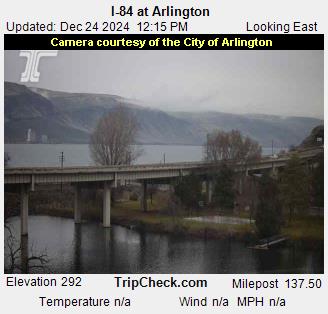 I-84 at Arlington
Updated: Dec 24 2024 12:15 PM Looking East
Camera courtesy of the City of Arlington
Elevation 292 TripCheck.com Milepost 137.50
Temperature n/a Wind n/a MPH n/a